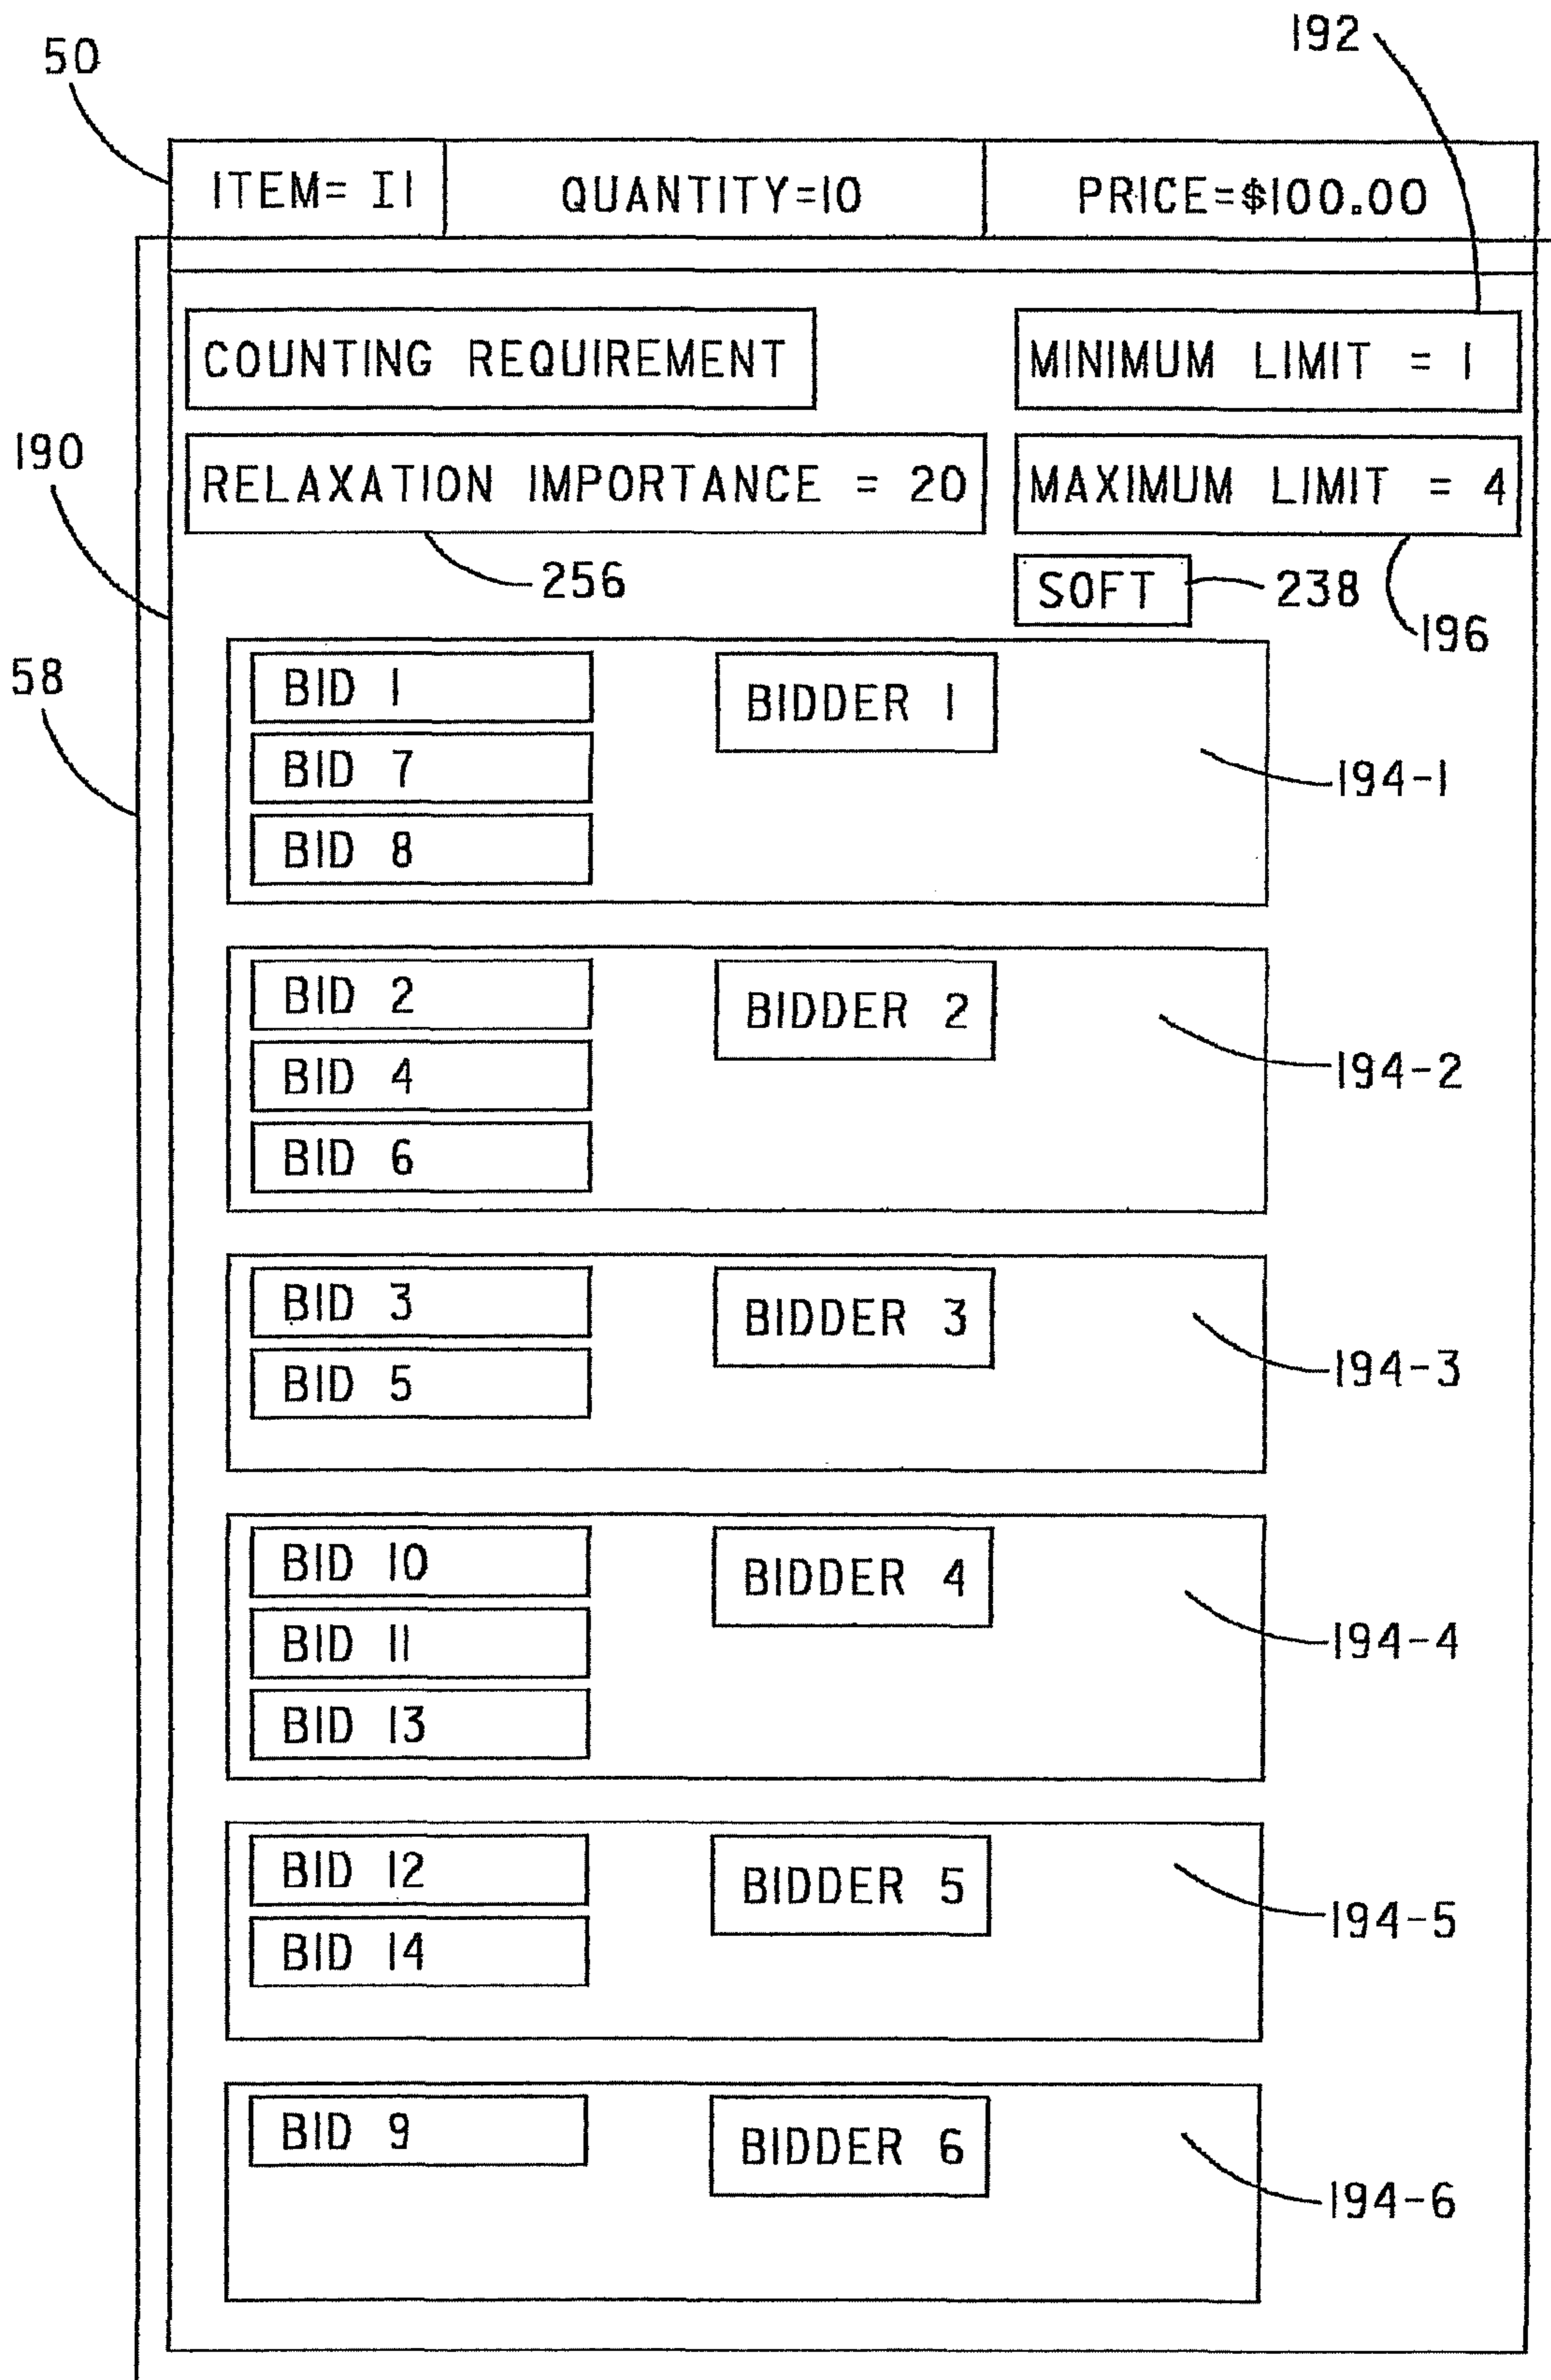 192
50
ITEM= I1 QUANTITY=10 PRICE=$100.00
COUNTING REQUIREMENT MINIMUM LIMIT = 1
190
RELAXATION IMPORTANCE = 20 MAXIMUM LIMIT = 4
256 SOFT 238
196
58
BID 1 BIDDER 1
BID 7 194-1
BID 8
BID 2 BIDDER 2
BID 4 194-2
BID 6
BID 3 BIDDER 3
BID 5 194-3
BID 10 BIDDER 4
BID 11 194-4
BID 13
BID 12 BIDDER 5
BID 14 194-5
BID 9 BIDDER 6
194-6